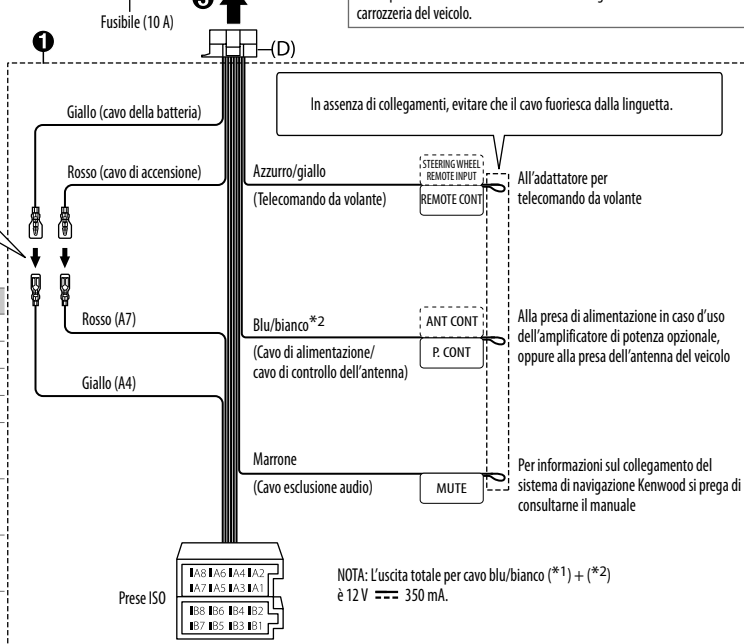 carrozzeria del veicolo.
Fusibile (10 A)
(D)
In assenza di collegamenti, evitare che il cavo fuoriesca dalla linguetta.
Giallo (cavo della batteria)
Rosso (cavo di accensione)
Azzurro/giallo
(Telecomando da volante)
STEERING WHEEL
REMOTE INPUT
REMOTE CONT
All'adattatore per
telecomando da volante
Rosso (A7)
Giallo (A4)
Blu/bianco*2
(Cavo di alimentazione/
cavo di controllo dell'antenna)
ANT CONT
P. CONT
Alla presa di alimentazione in caso d'uso
dell'amplificatore di potenza opzionale,
oppure alla presa dell'antenna del veicolo
Marrone
(Cavo esclusione audio)
MUTE
Per informazioni sul collegamento del
sistema di navigazione Kenwood si prega di
consultarne il manuale
Prese ISO
A8 A6 A4 A2
A7 A5 A3 A1
B8 B6 B4 B2
B7 B5 B3 B1
NOTA: L'uscita totale per cavo blu/bianco (*1) + (*2)
è 12 V 350 mA.
1